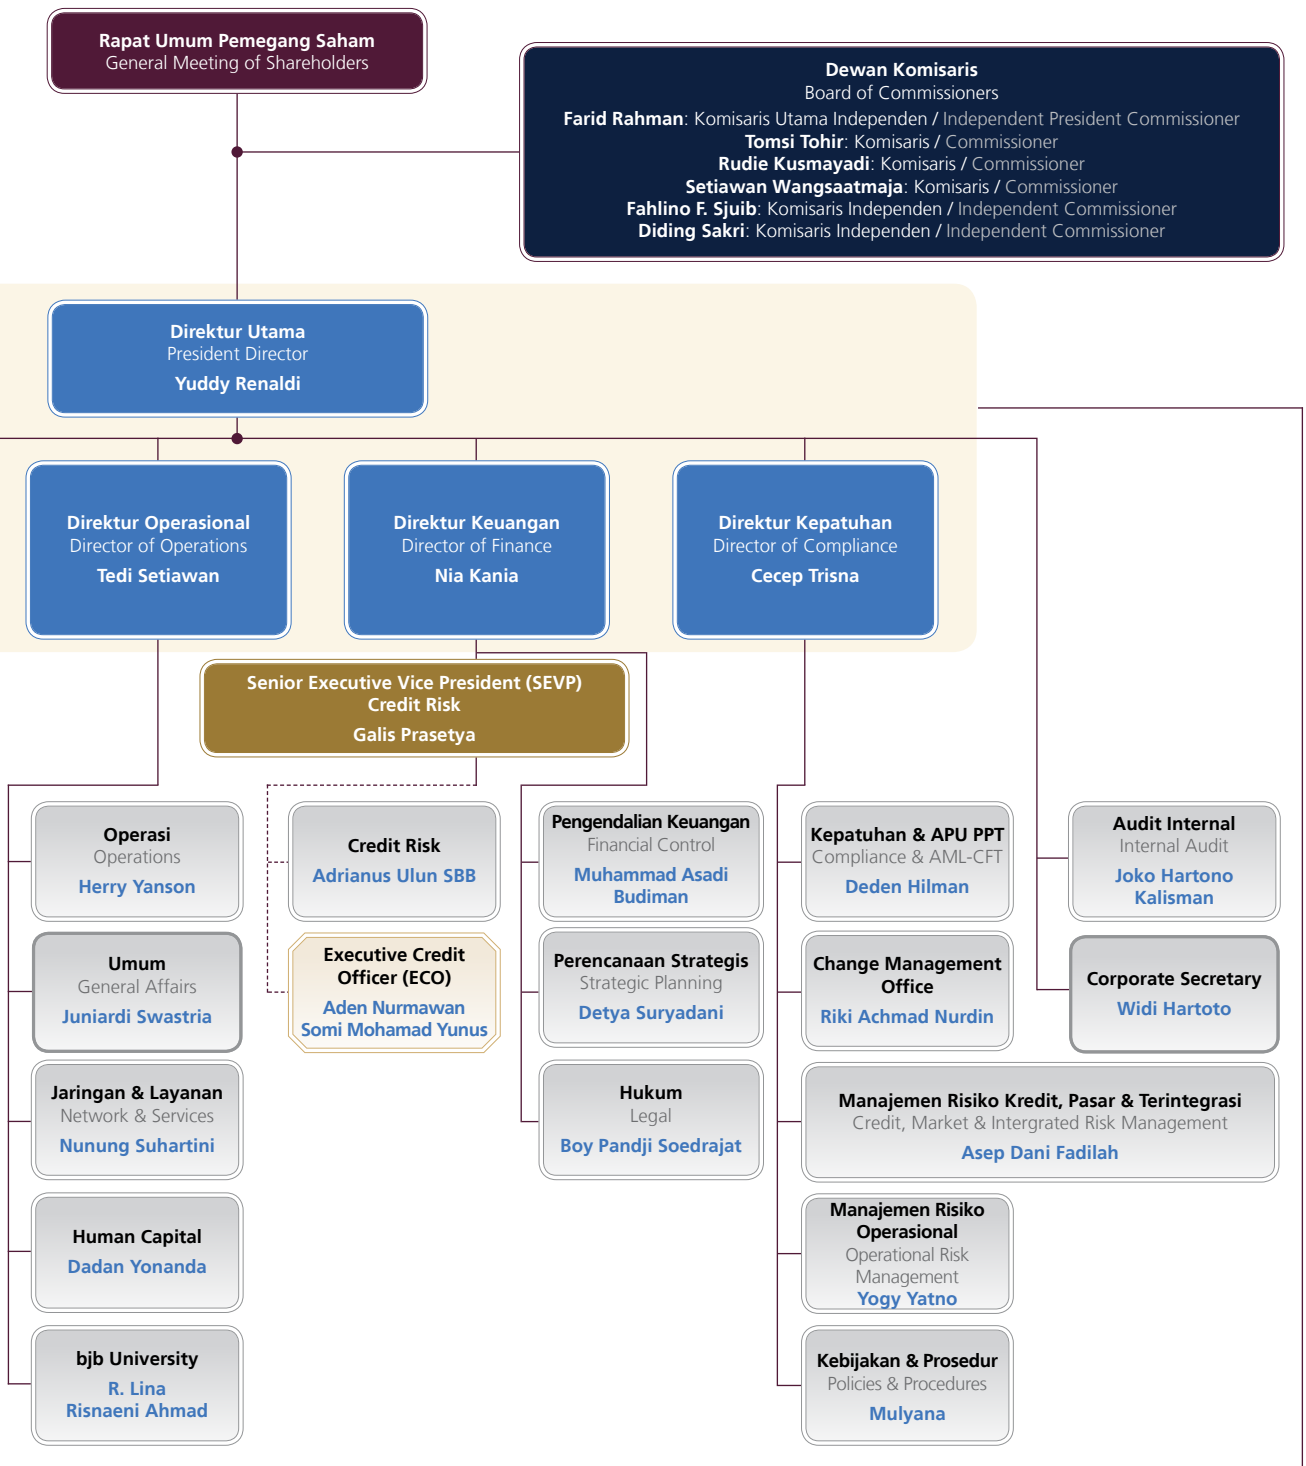 Rapat Umum Pemegang Saham
General Meeting of Shareholders
Dewan Komisaris
Board of Commissioners
Farid Rahman: Komisaris Utama Independen / Independent President Commissioner
Tomsi Tohir: Komisaris / Commissioner
Rudie Kusmayadi: Komisaris / Commissioner
Setiawan Wangsaatmaja: Komisaris / Commissioner
Fahlino F. Sjuib: Komisaris Independen / Independent Commissioner
Diding Sakri: Komisaris Independen / Independent Commissioner
Direktur Utama
President Director
Yuddy Renaldi
Direktur Operasional
Director of Operations
Tedi Setiawan
Direktur Keuangan
Director of Finance
Nia Kania
Direktur Kepatuhan
Director of Compliance
Cecep Trisna
Senior Executive Vice President (SEVP)
Credit Risk
Galis Prasetya
Operasi
Operations
Herry Yanson
Umum
General Affairs
Juniardi Swastria
Jaringan & Layanan
Network & Services
Nunung Suhartini
Human Capital
Dadan Yonanda
bjb University
R. Lina
Risnaeni Ahmad
Credit Risk
Adrianus Ulun SBB
Executive Credit
Officer (ECO)
Aden Nurmawan
Somi Mohamad Yunus
Pengendalian Keuangan
Financial Control
Muhammad Asadi
Budiman
Perencanaan Strategis
Strategic Planning
Detya Suryadani
Hukum
Legal
Boy Pandji Soedrajat
Kepatuhan & APU PPT
Compliance & AML-CFT
Deden Hilman
Change Management
Office
Riki Achmad Nurdin
Manajemen Risiko Kredit, Pasar & Terintegrasi
Credit, Market & Intergrated Risk Management
Asep Dani Fadilah
Manajemen Risiko
Operasional
Operational Risk
Management
Yogy Yatno
Kebijakan & Prosedur
Policies & Procedures
Mulyana
Audit Internal
Internal Audit
Joko Hartono
Kalisman
Corporate Secretary
Widi Hartoto